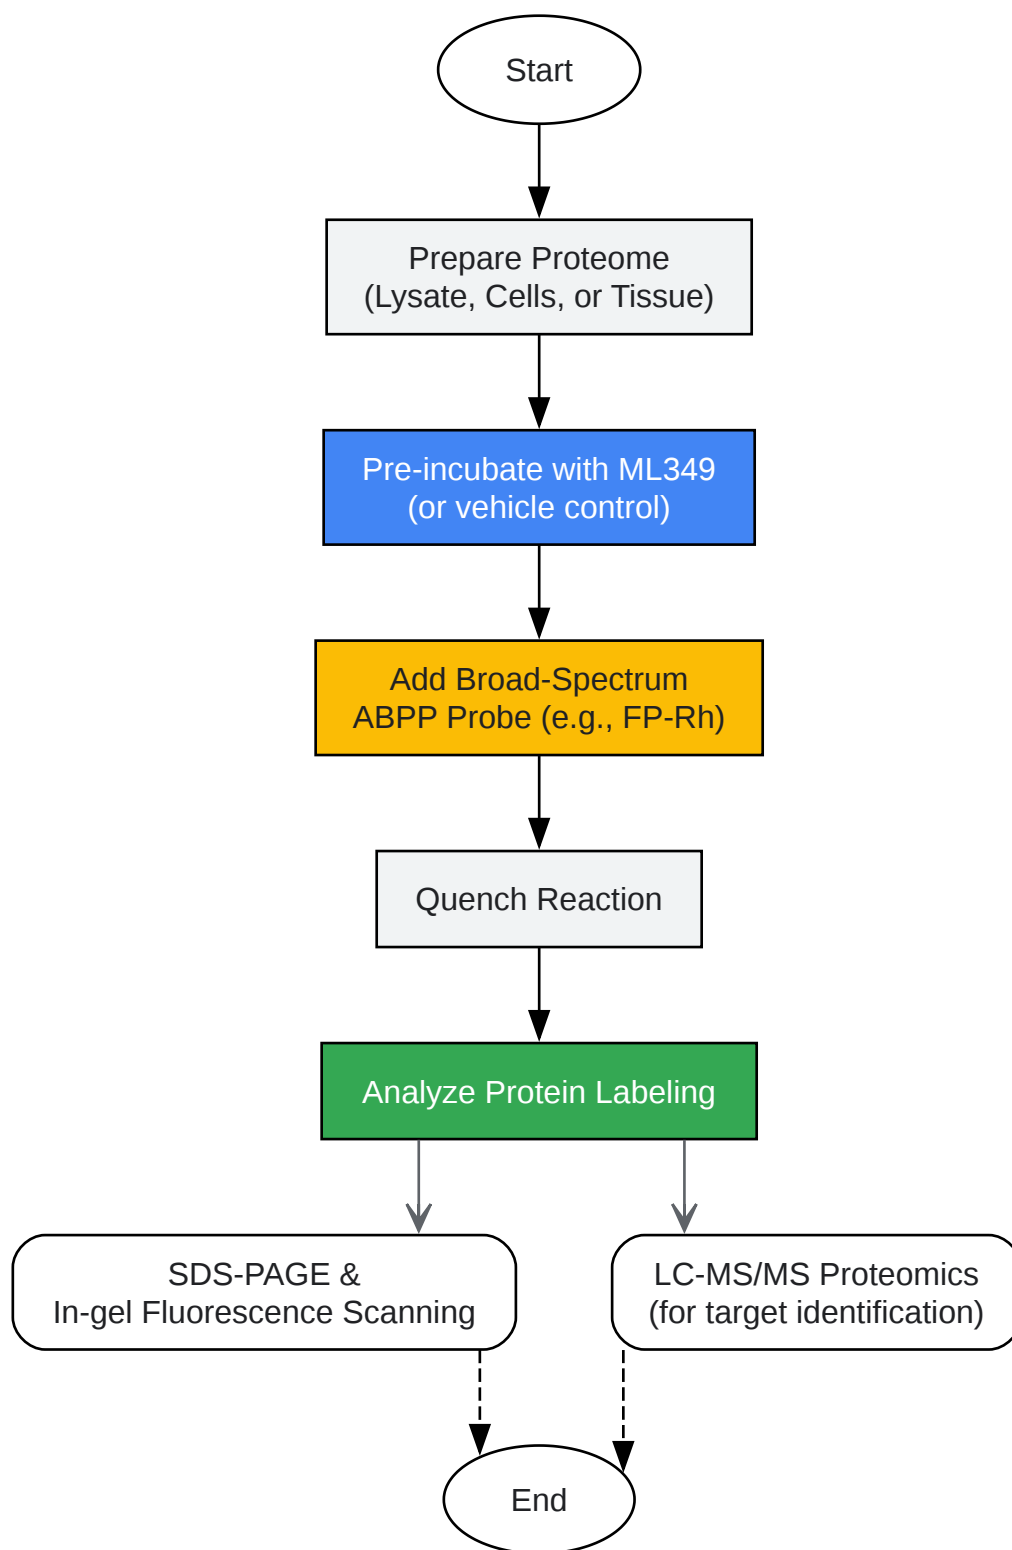 Start
Prepare Proteome
(Lysate, Cells, or Tissue)
Pre-incubate with ML349
(or vehicle control)
Add Broad-Spectrum
ABPP Probe (e.g., FP-Rh)
Quench Reaction
Analyze Protein Labeling
SDS-PAGE &
In-gel Fluorescence Scanning
LC-MS/MS Proteomics
(for target identification)
End